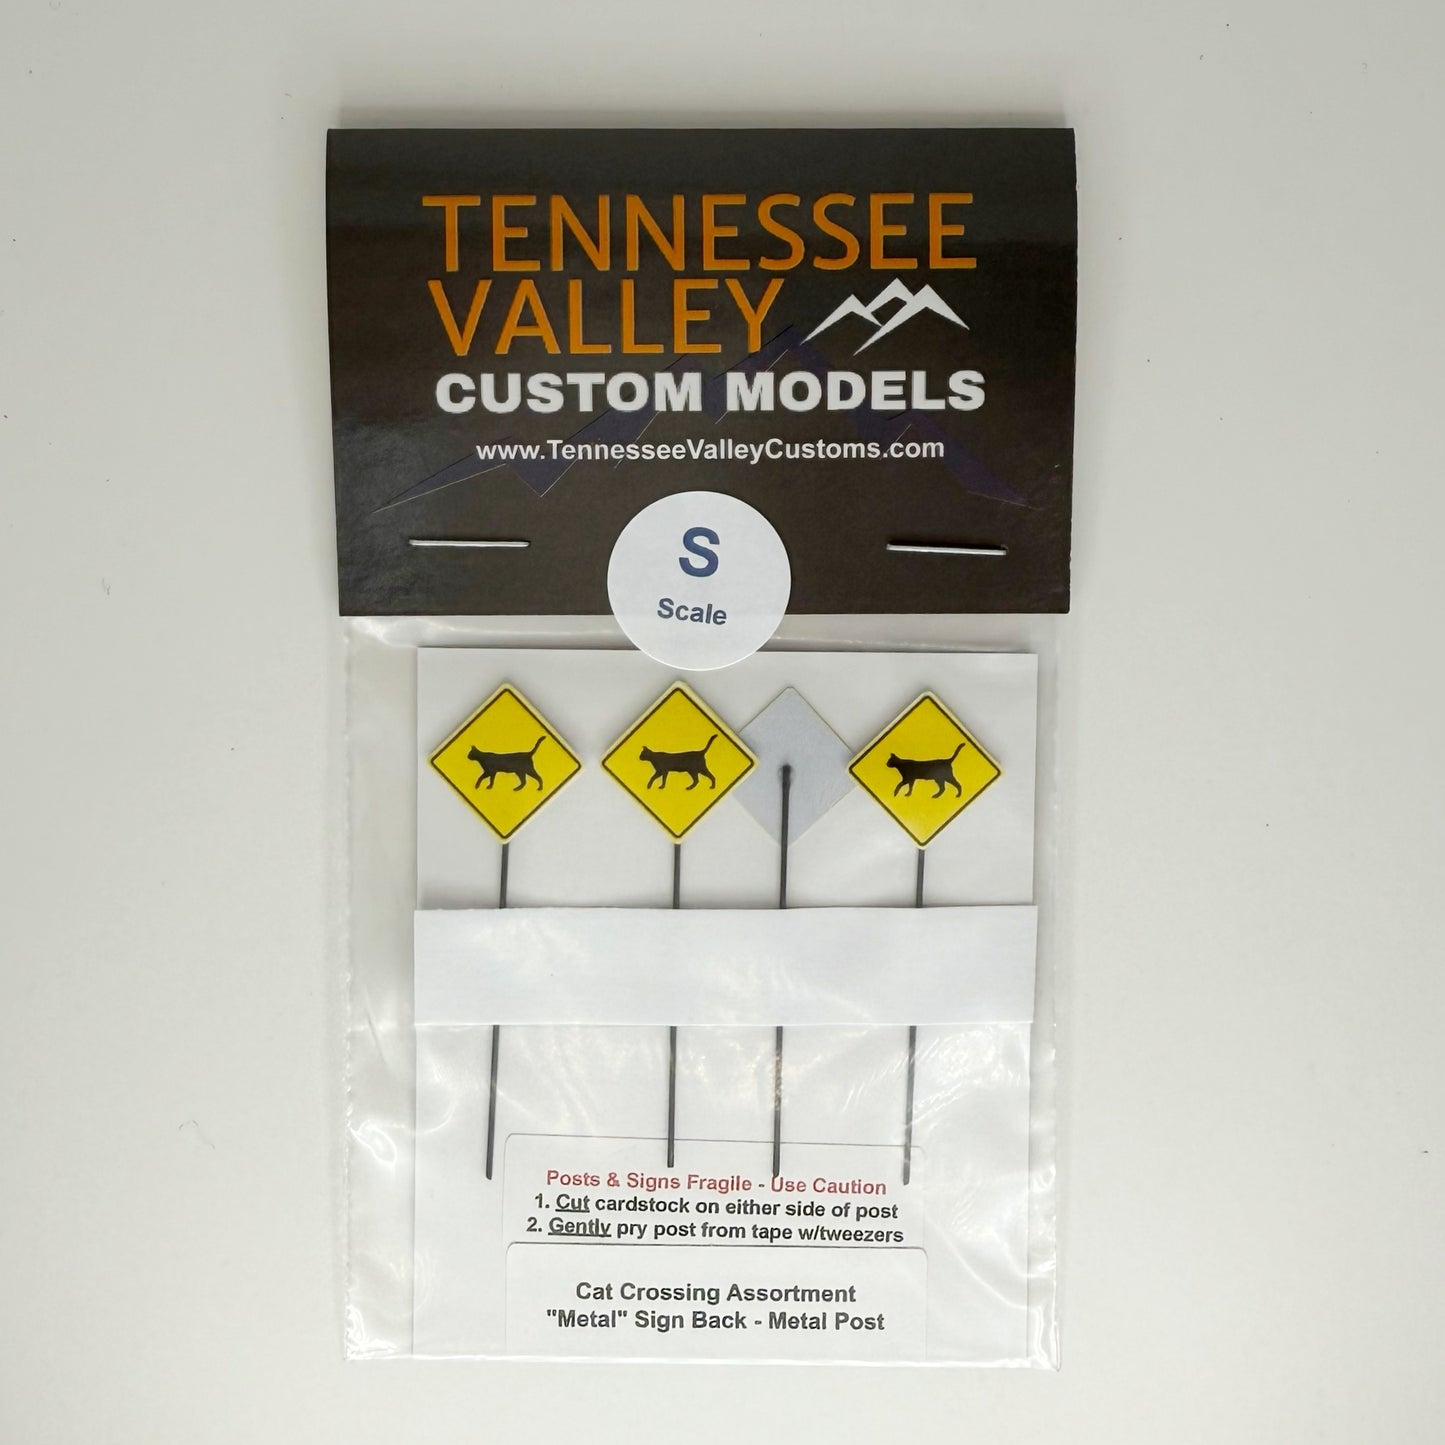 TENNESSEE
VALLEY
CUSTOM MODELS
www.TennesseeValleyCustoms.com
S
Scale
Posts & Signs Fragile - Use Caution
1. Cut cardstock on either side of post
2. Gently pry post from tape w/tweezers
Cat Crossing Assortment
"Metal" Sign Back - Metal Post